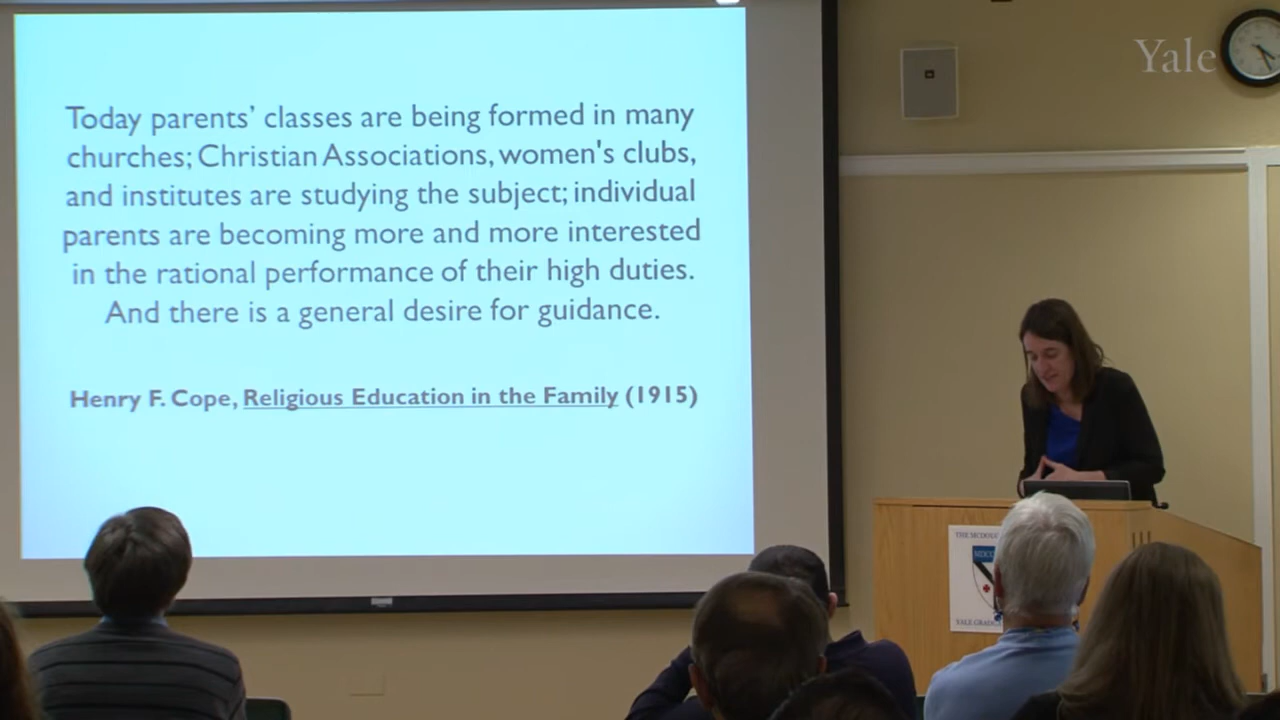 Today parents’ classes are being formed in many
churches; Christian Associations, women's clubs,
and institutes are studying the subject; individual
parents are becoming more and more interested
in the rational performance of their high duties.
And there is a general desire for guidance.
Henry F. Cope, Religious Education in the Family (1915)
Yale
THE
YALE